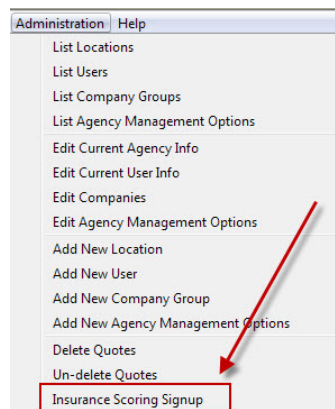 Administration Help
List Locations
List Users
List Company Groups
List Agency Management Options
Edit Current Agency Info
Edit Current User Info
Edit Companies
Edit Agency Management Options
Add New Location
Add New User
Add New Company Group
Add New Agency Management Options
Delete Quotes
Un-delete Quotes
Insurance Scoring Signup